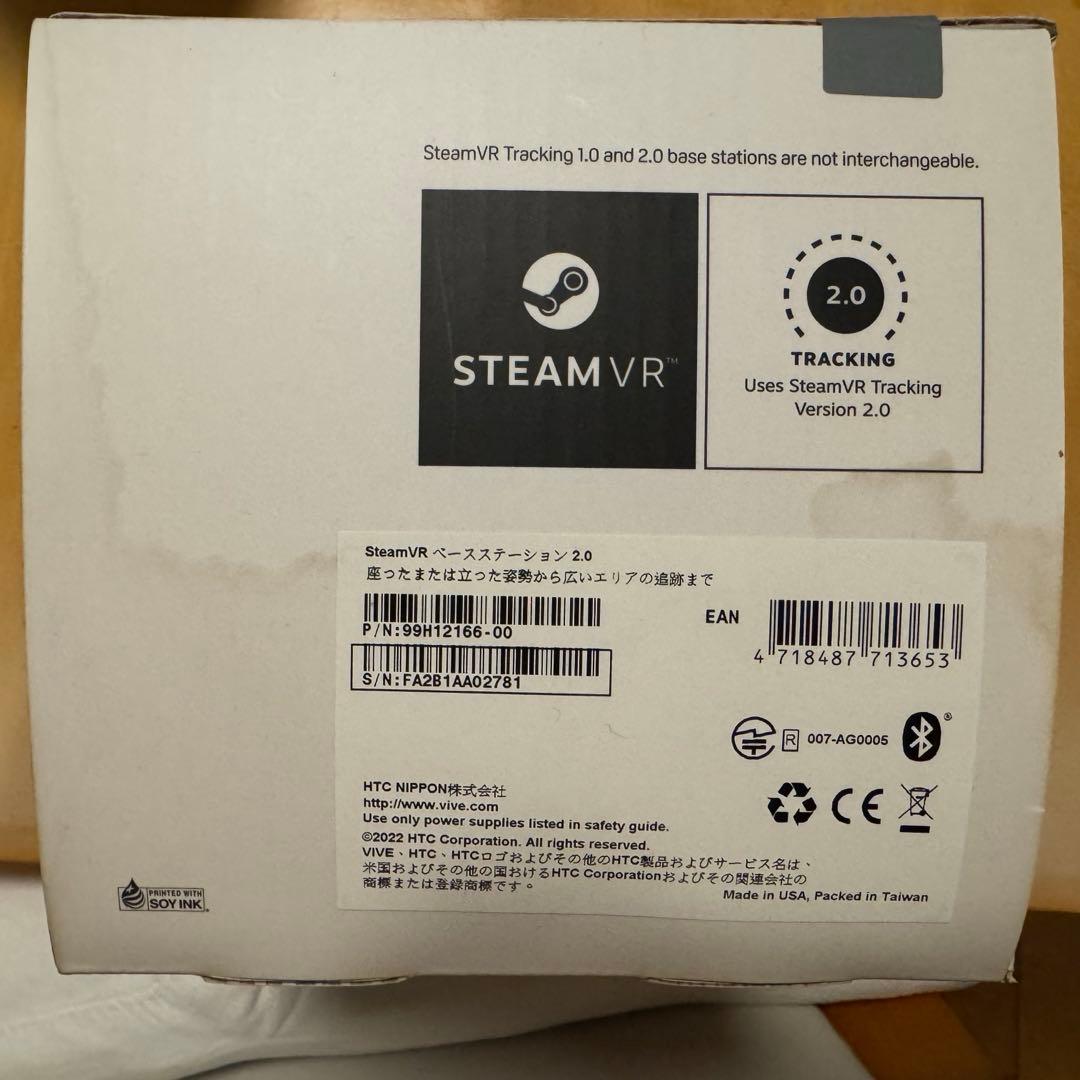 SteamVR Tracking 1.0 and 2.0 base stations are not interchangeable.
STEAMVR™
2.0
TRACKING
Uses SteamVR Tracking
Version 2.0
SteamVR ベースステーション 2.0
座ったまたは立った姿勢から広いエリアの追跡まで
P/N:99H12166-00
S/N:FA2B1AA02781
EAN
4 718487 713653
R 007-AG0005
HTC NIPPON株式会社
http://www.vive.com
Use only power supplies listed in safety guide.
©2022 HTC Corporation. All rights reserved.
VIVE、HTC、HTCロゴおよびその他のHTC製品およびサービス名は、
米国およびその他の国おけるHTC Corporationおよびその関連会社の
商標または登録商標です。
Made in USA, Packed in Taiwan
CE
PRINTED WITH
SOY INK